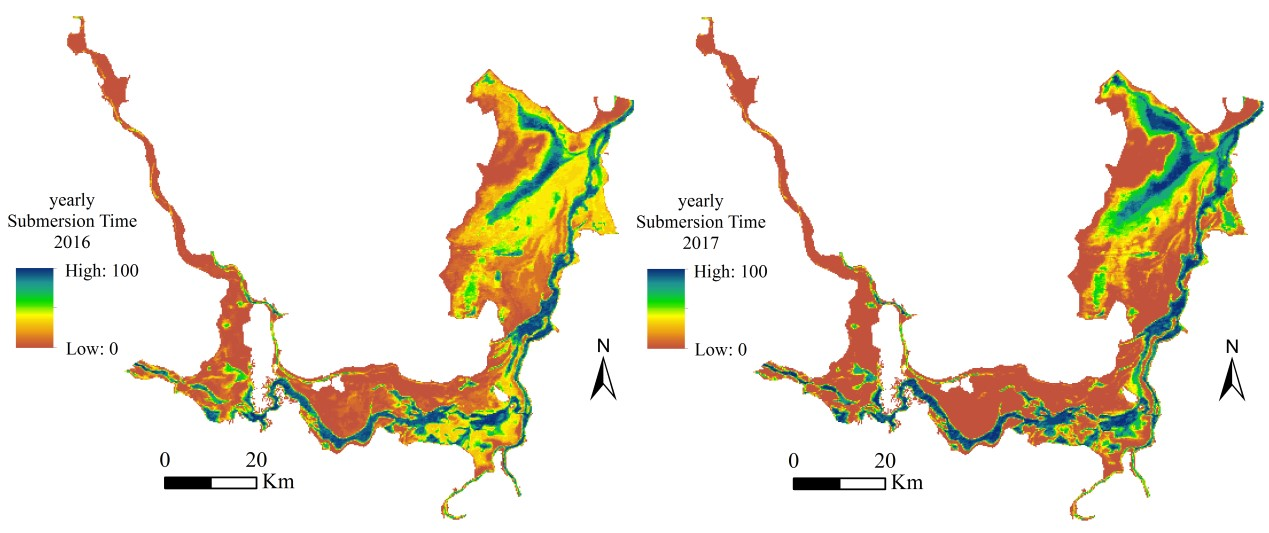 yearly
Submersion Time
2016
High: 100
Low: 0
0 20
Km
N
yearly
Submersion Time
2017
High: 100
Low: 0
0 20
Km
N